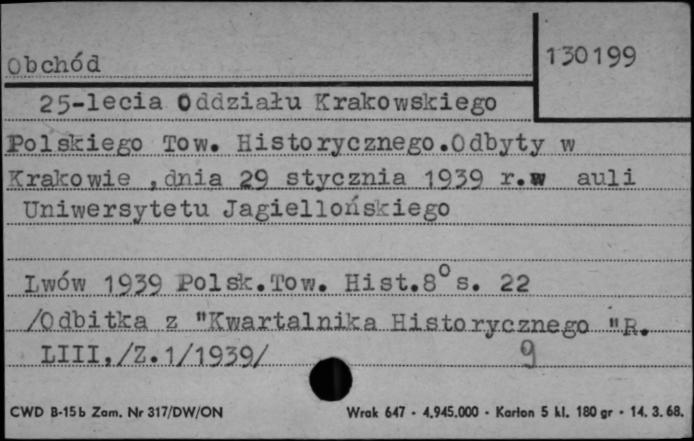 Obchód
130199
25-lecia Oddziału Krakowskiego
Polskiego Tow. Historycznego.Odbyty w
Krakowie ,dnia 29 stycznia 1939 r.w auli
Uniwersytetu Jagiellońskiego
Lwów 1939 Polsk.Tow. Hist.8° s. 22
/Odbitka z "Kwartalnika Historycznego "R.
LIII,/Z.1/1939/ 9
CWD B-15b Zam. Nr 317/DW/ON Wrak 647 - 4.945.000 - Karton 5 kl. 180 gr - 14. 3. 68.